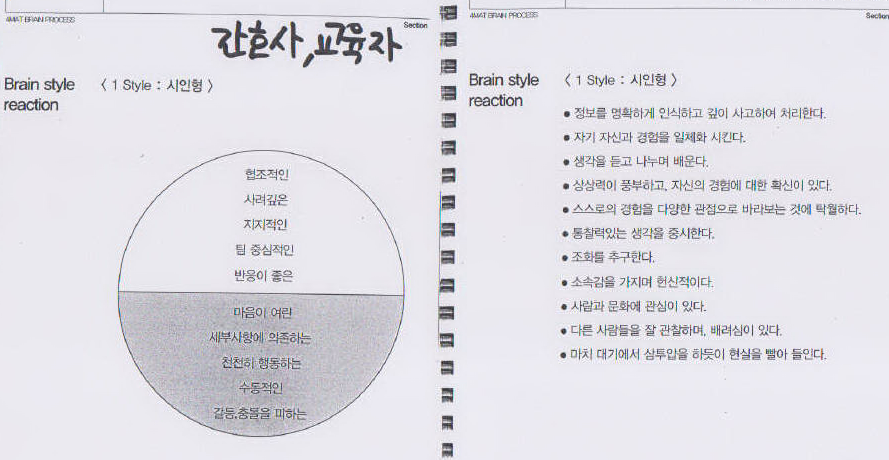 4MAT BRAIN PROCESS
Section
간호사, 교육자
Brain style
reaction
〈 1 Style : 시인형 〉
협조적인
사려깊은
지지적인
팀 중심적인
반응이 좋은
마음이 여린
세부사항에 의존하는
천천히 행동하는
수동적인
갈등,충돌을 피하는
4MAT BRAIN PROCESS
Section
Brain style
reaction
〈 1 Style : 시인형 〉
● 정보를 명확하게 인식하고 깊이 사고하여 처리한다.
● 자기 자신과 경험을 일체화 시킨다.
● 생각을 듣고 나누며 배운다.
● 상상력이 풍부하고, 자신의 경험에 대한 확신이 있다.
● 스스로의 경험을 다양한 관점으로 바라보는 것에 탁월하다.
● 통찰력있는 생각을 중시한다.
● 조화를 추구한다.
● 소속감을 가지며 헌신적이다.
● 사람과 문화에 관심이 있다.
● 다른 사람들을 잘 관찰하며, 배려심이 있다.
● 마치 대기에서 삼투압을 하듯이 현실을 빨아 들인다.